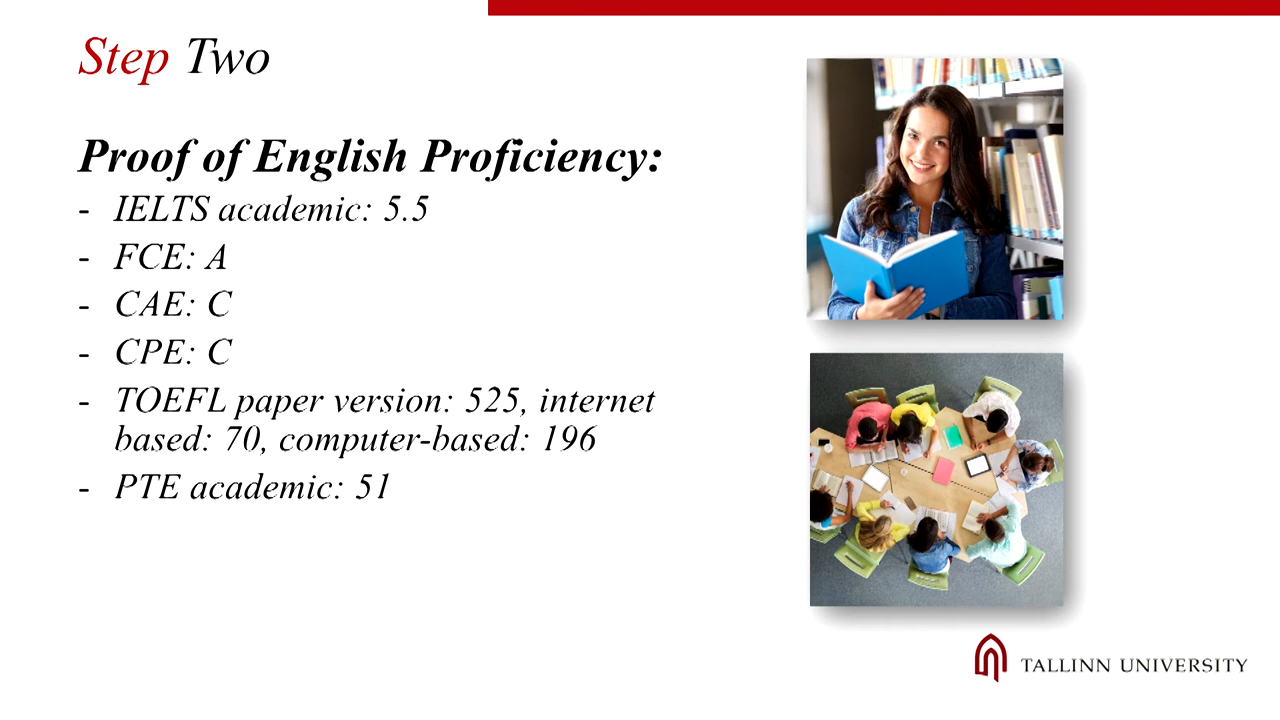 Step Two
Proof of English Proficiency:
- IELTS academic: 5.5
- FCE: A
- CAE: C
- CPE: C
- TOEFL paper version: 525, internet
based: 70, computer-based: 196
- PTE academic: 51
TALLINN UNIVERSITY